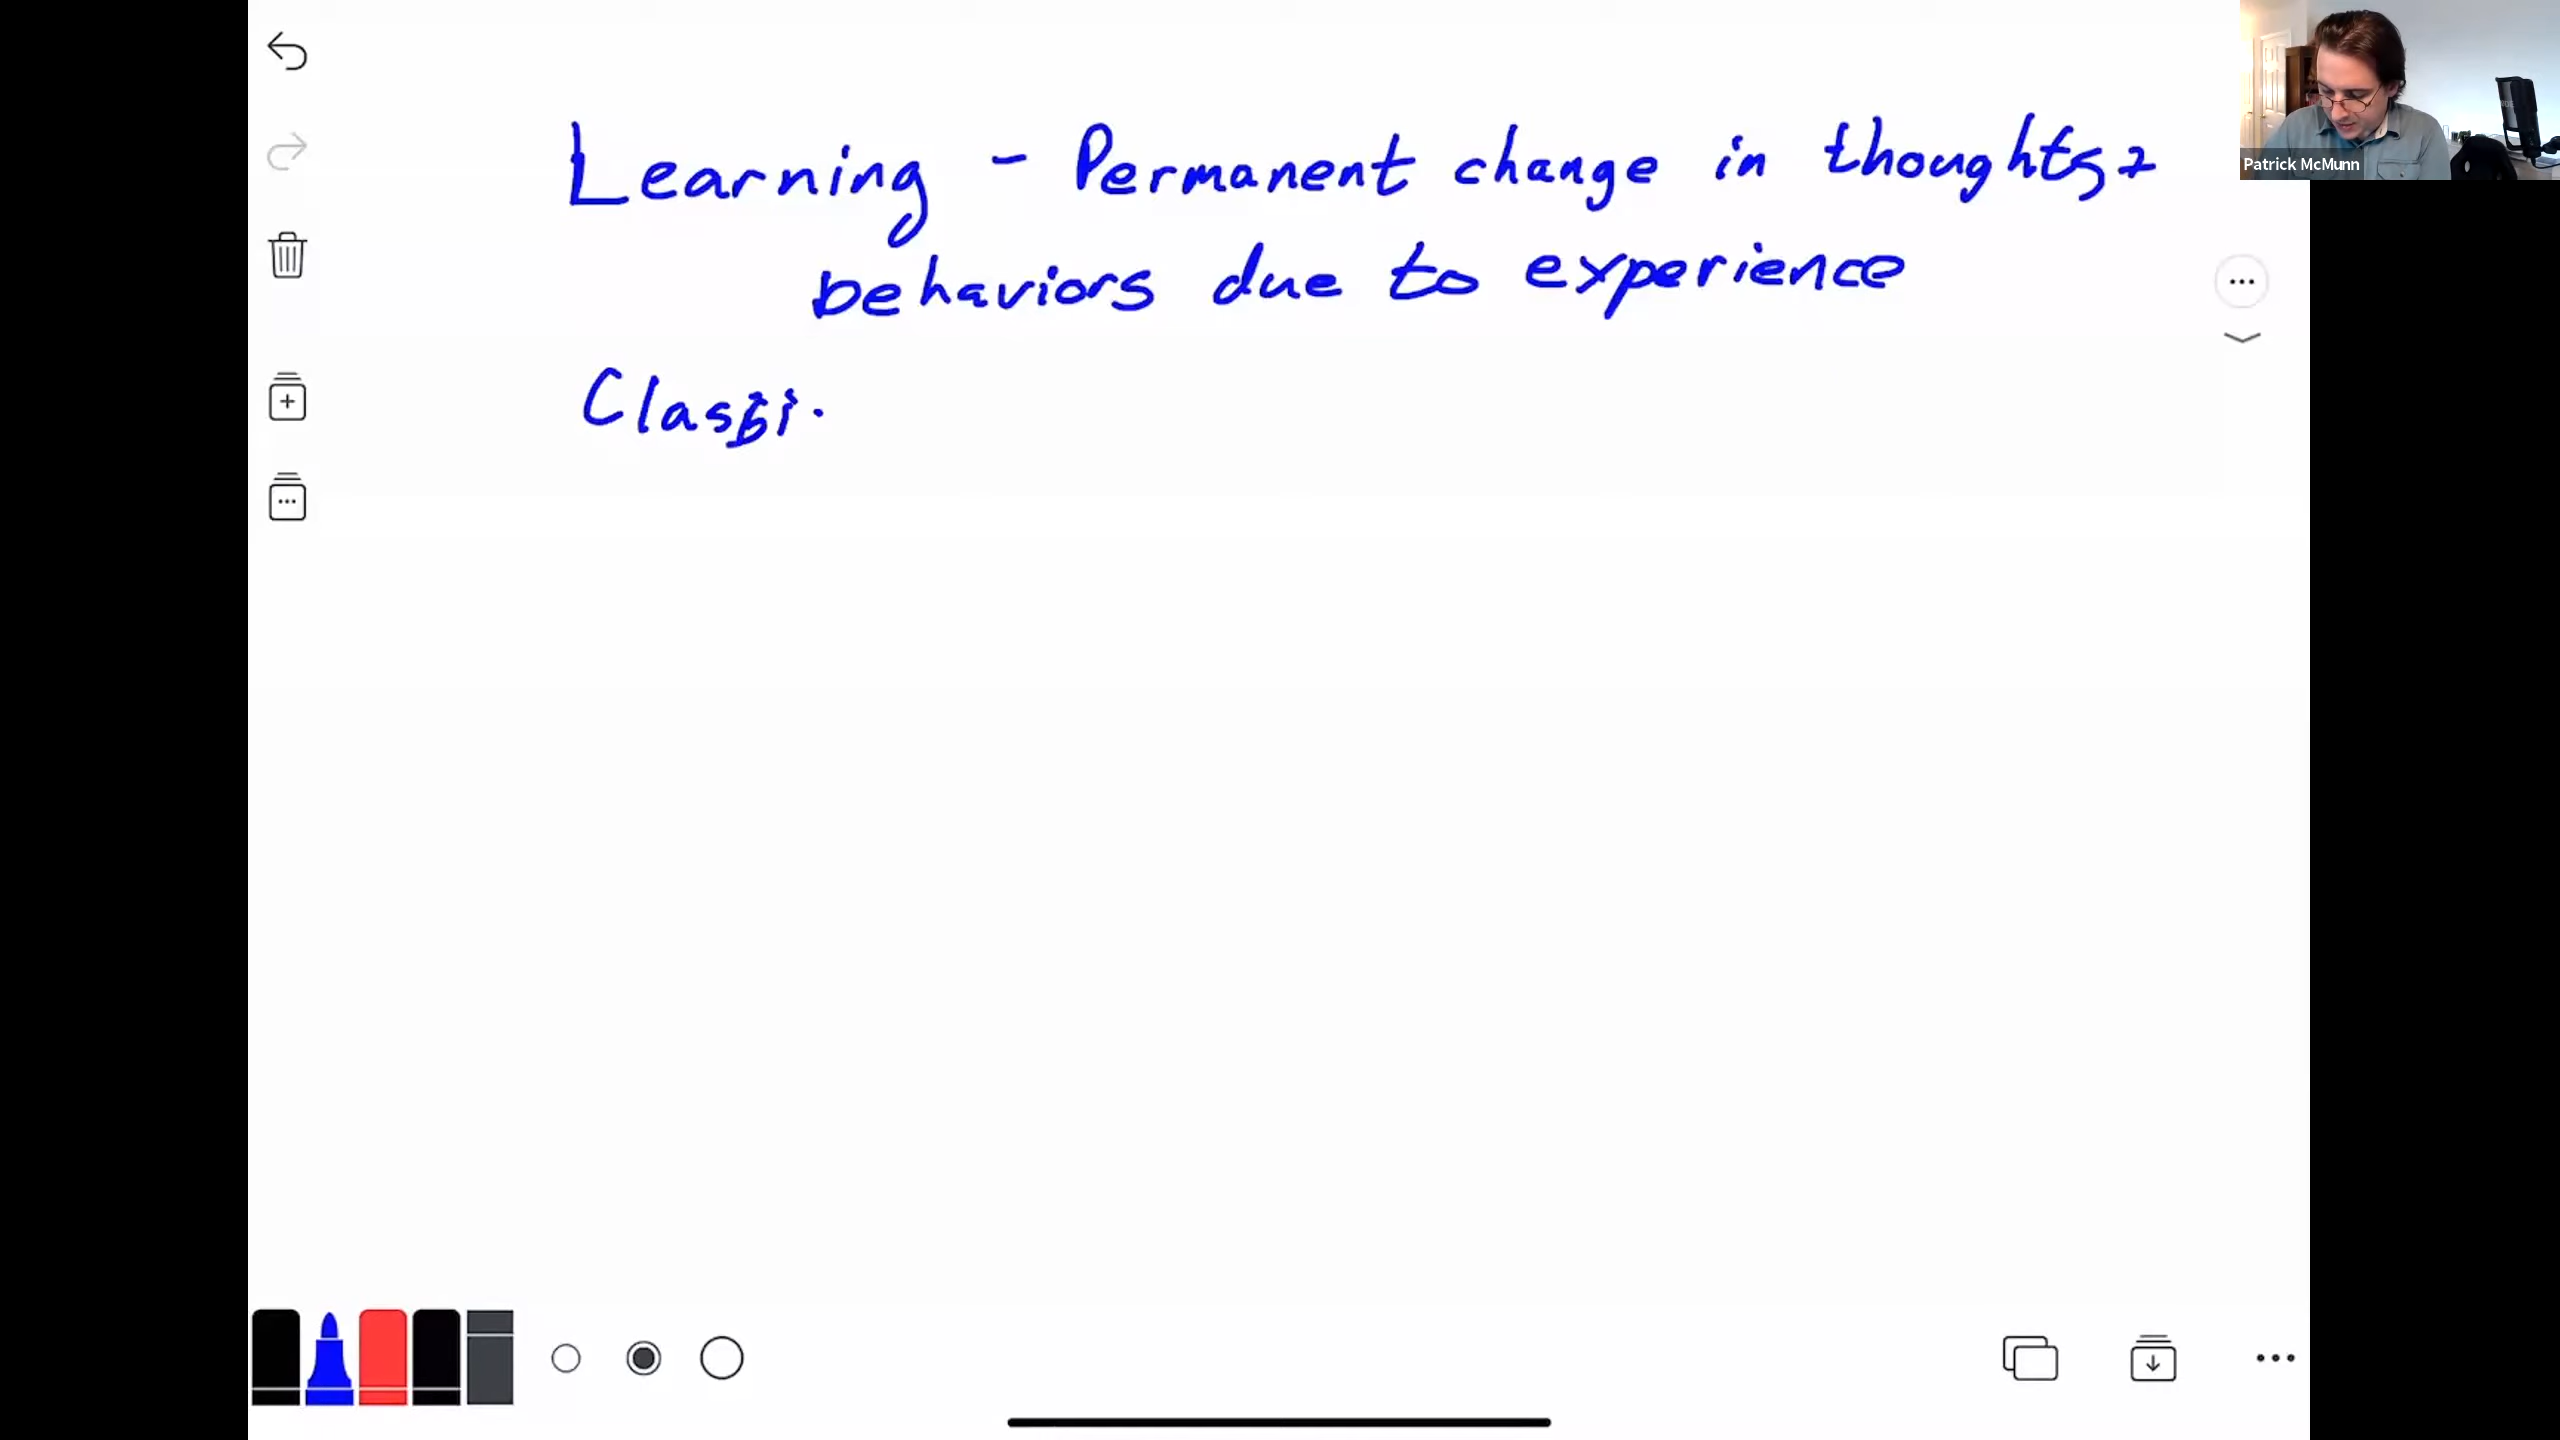 Learning - Permanent change in thoughts +
behaviors due to experience
Classi
Patrick McMunn